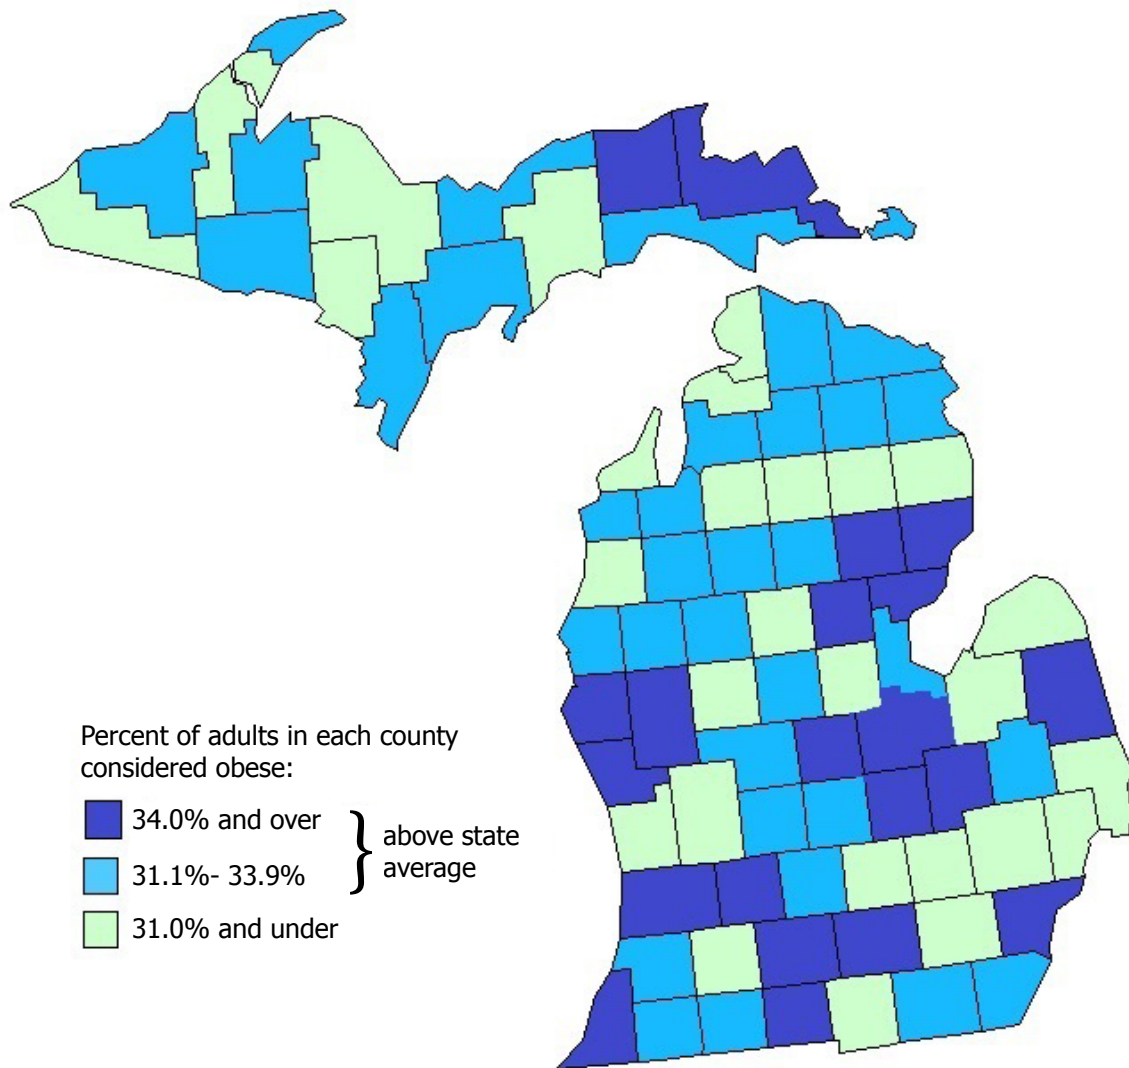 Percent of adults in each county
considered obese:
34.0% and over
31.1%- 33.9%
} above state
average
31.0% and under